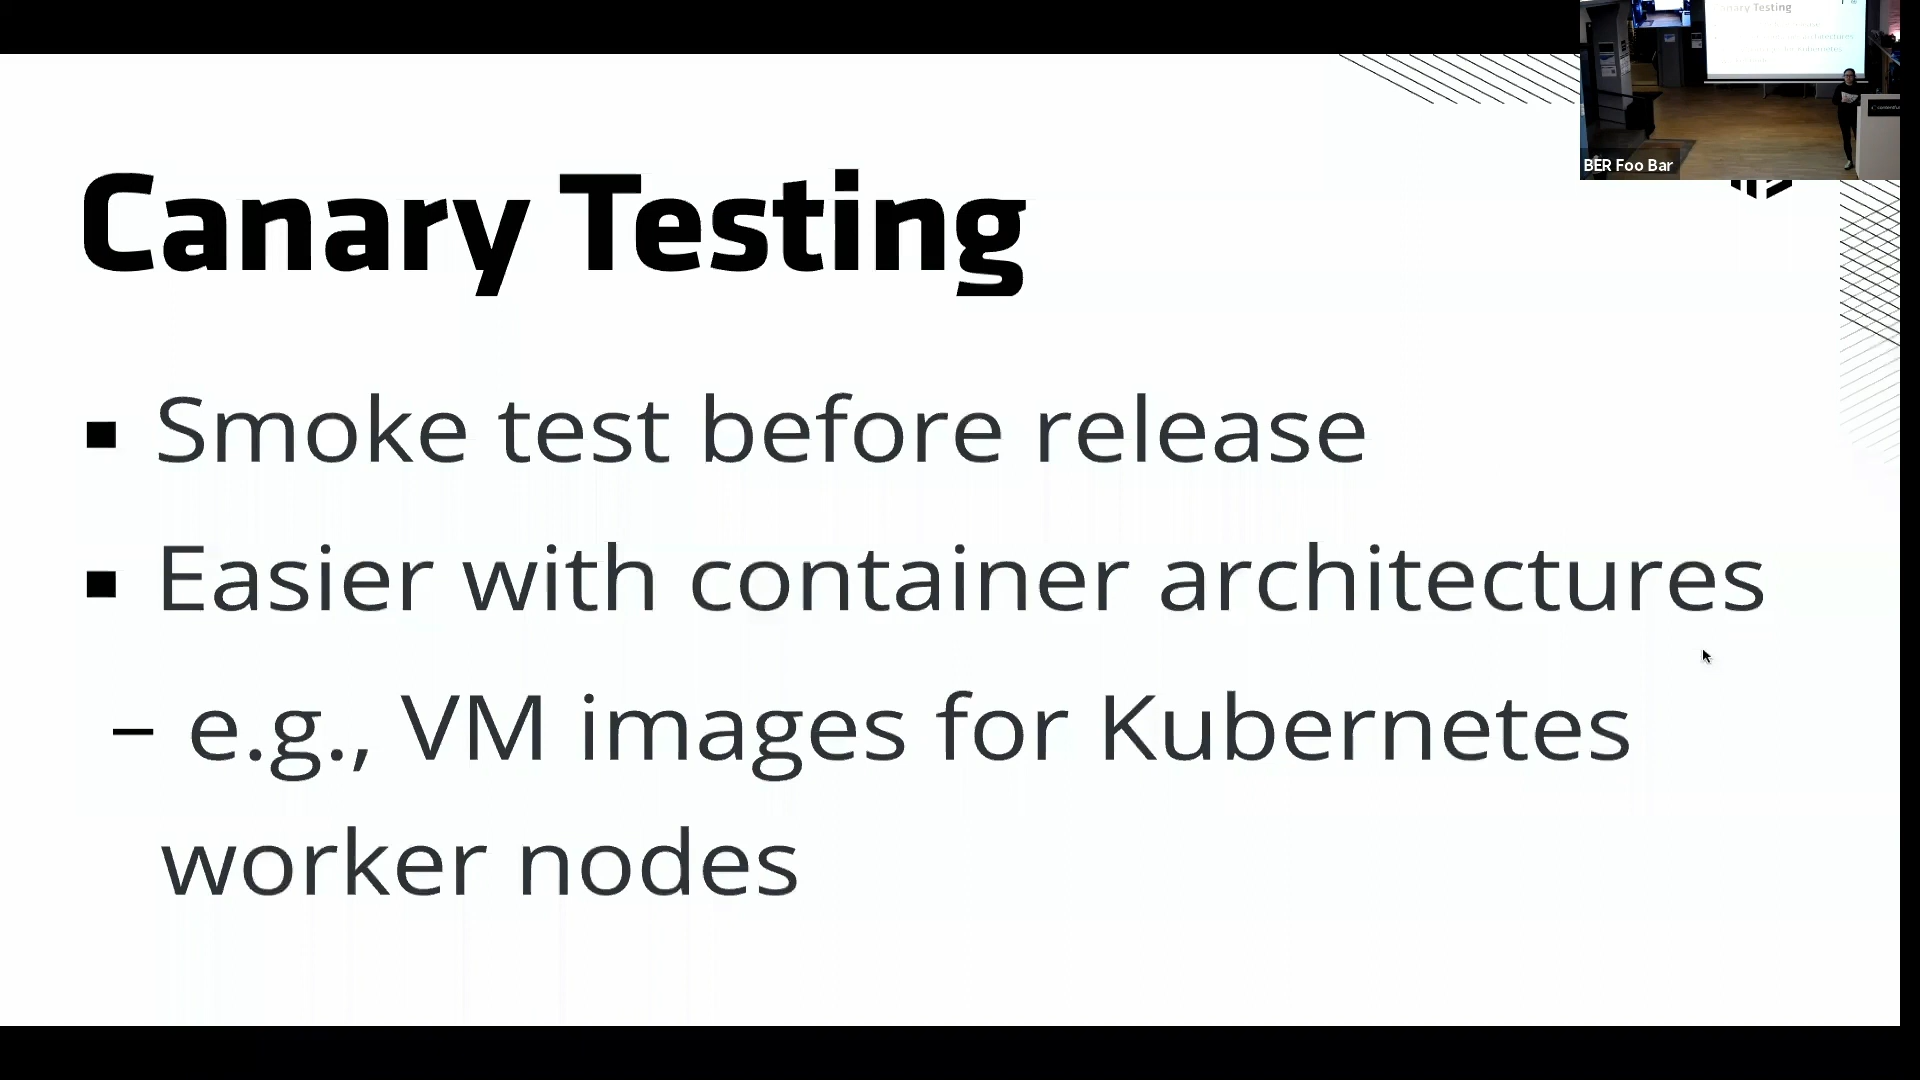 Canary Testing
▪ Smoke test before release
▪ Easier with container architectures
– e.g., VM images for Kubernetes
worker nodes
BER Foo Bar